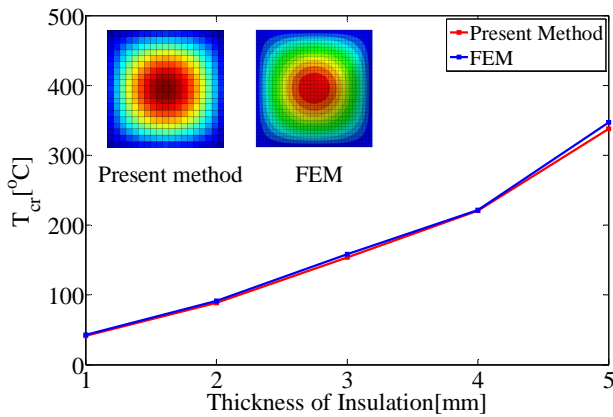 500
400
300
200
100
0
T_cr[°C]
Present Method
FEM
Present method
FEM
1
2
3
4
5
Thickness of Insulation[mm]